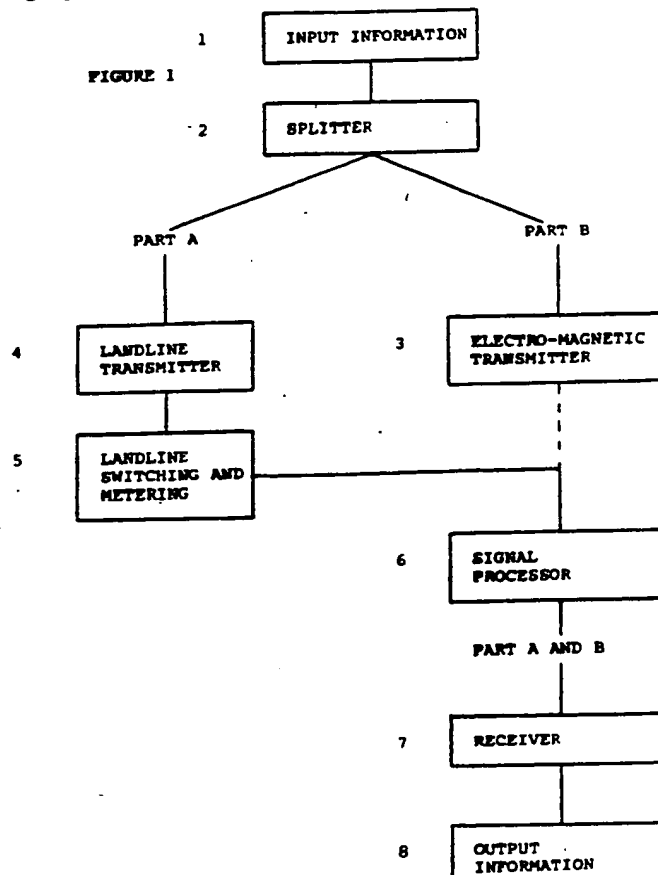 1 INPUT INFORMATION
FIGURE 1
2 SPLITTER
PART A PART B
4 LANDLINE TRANSMITTER
3 ELECTRO-MAGNETIC TRANSMITTER
5 LANDLINE SWITCHING AND METERING
6 SIGNAL PROCESSOR
PART A AND B
7 RECEIVER
8 OUTPUT INFORMATION